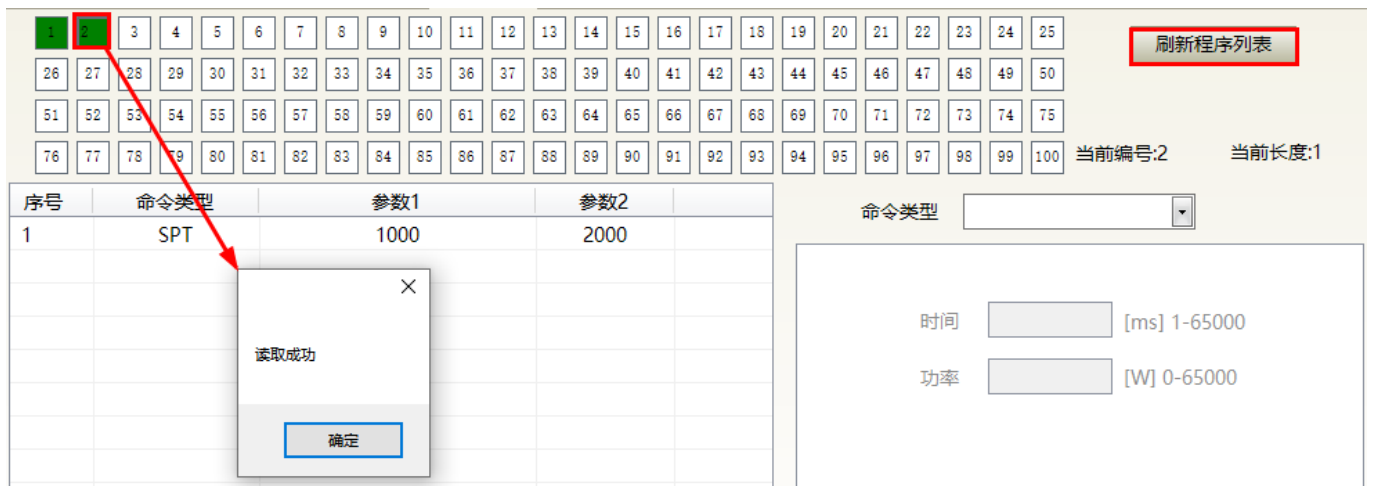 1 2 3 4 5 6 7 8 9 10 11 12 13 14 15 16 17 18 19 20 21 22 23 24 25
刷新程序列表
26 27 28 29 30 31 32 33 34 35 36 37 38 39 40 41 42 43 44 45 46 47 48 49 50
51 52 53 54 55 56 57 58 59 60 61 62 63 64 65 66 67 68 69 70 71 72 73 74 75
76 77 78 79 80 81 82 83 84 85 86 87 88 89 90 91 92 93 94 95 96 97 98 99 100 当前编号:2 当前长度:1
序号 命令类型 参数1 参数2
1 SPT 1000 2000
读取成功
确定
命令类型
时间 [ms] 1-65000
功率 [W] 0-65000